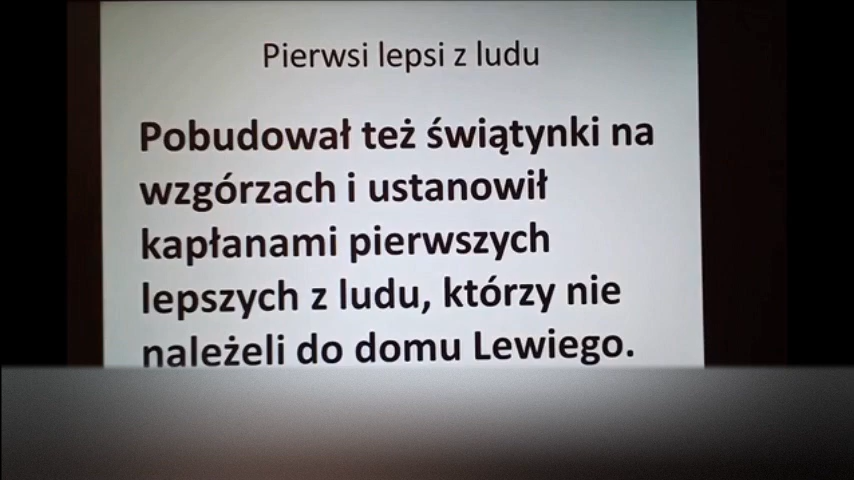 Pierwsi lepsi z ludu
Pobudował też świątynki na
wzgórzach i ustanowił
kapłanami pierwszych
lepszych z ludu, którzy nie
należeli do domu Lewiego.